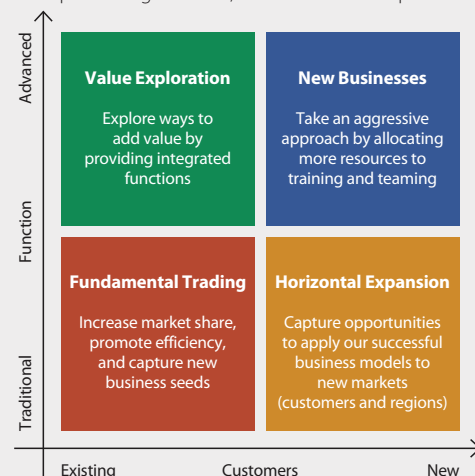 Advanced
Value Exploration
Explore ways to
add value by
providing integrated
functions
New Businesses
Take an aggressive
approach by allocating
more resources to
training and teaming
Function
Fundamental Trading
Increase market share,
promote efficiency,
and capture new
business seeds
Horizontal Expansion
Capture opportunities
to apply our successful
business models to
new markets
(customers and regions)
Traditional
Existing
Customers
New